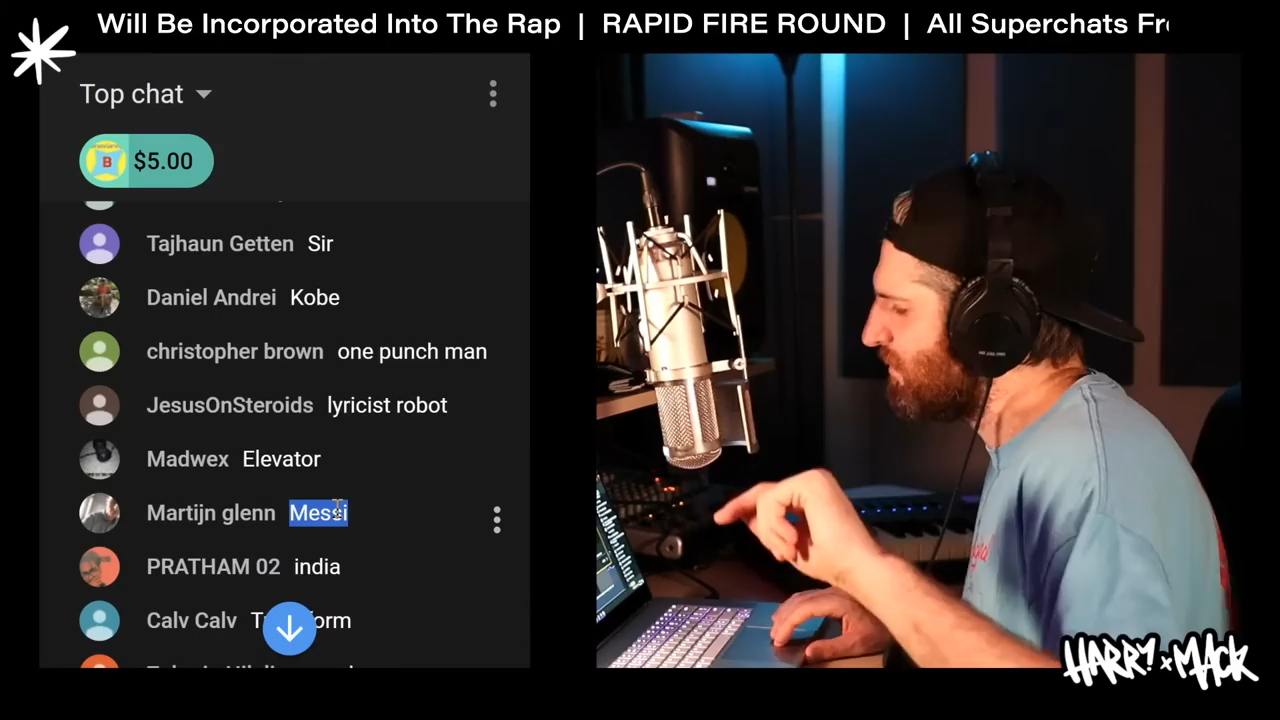 Will Be Incorporated Into The Rap | RAPID FIRE ROUND | All Superchats Fr
Top chat
B $5.00
Tajhaun Getten Sir
Daniel Andrei Kobe
christopher brown one punch man
JesusOnSteroids lyricist robot
Madwex Elevator
Martijn glenn Messi
PRATHAM 02 india
Calv Calv
HARRY MACK